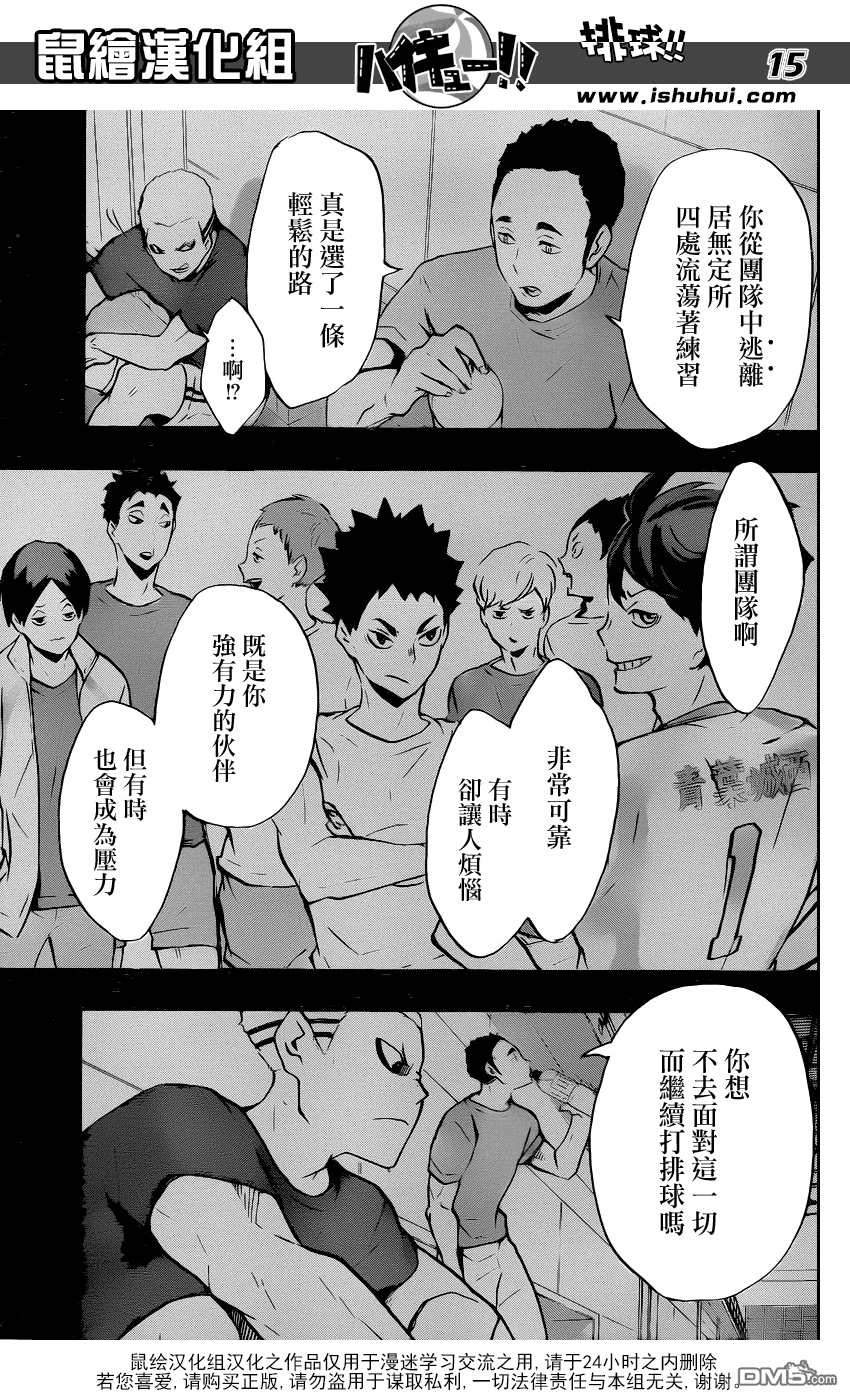 鼠繪漢化組
ハイキュー!!
排球!!
15
www.ishuhui.com
你從團隊中逃離
居無定所
四處流蕩著練習
真是選了一條
輕鬆的路
…啊!?
所謂團隊啊
非常可靠
有時
卻讓人煩惱
既是你
強有力的伙伴
但有時
也會成為壓力
青葉城西
1
你想
不去面對這一切
而繼續打排球嗎
鼠绘汉化组汉化之作品仅用于漫迷学习交流之用, 请于24小时之内删除
若您喜爱, 请购买正版, 请勿用于谋取私利, 一切法律责任与本组无关, 谢谢。
DM5.com